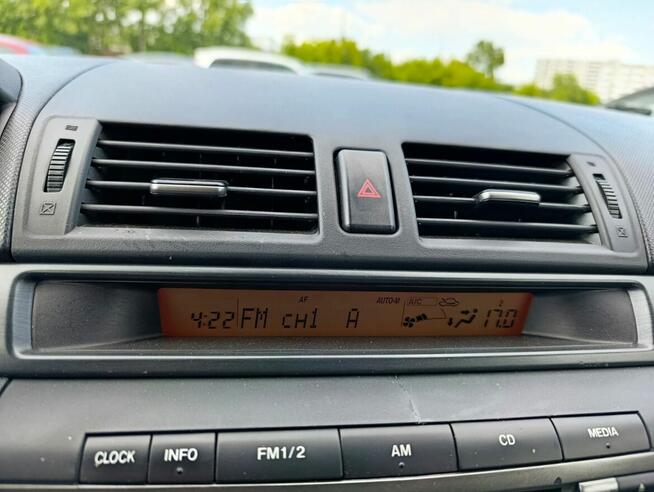 AF AUTO-M A/C
4:22 FM CH1 A 17.0
CLOCK INFO FM1/2 AM CD MEDIA